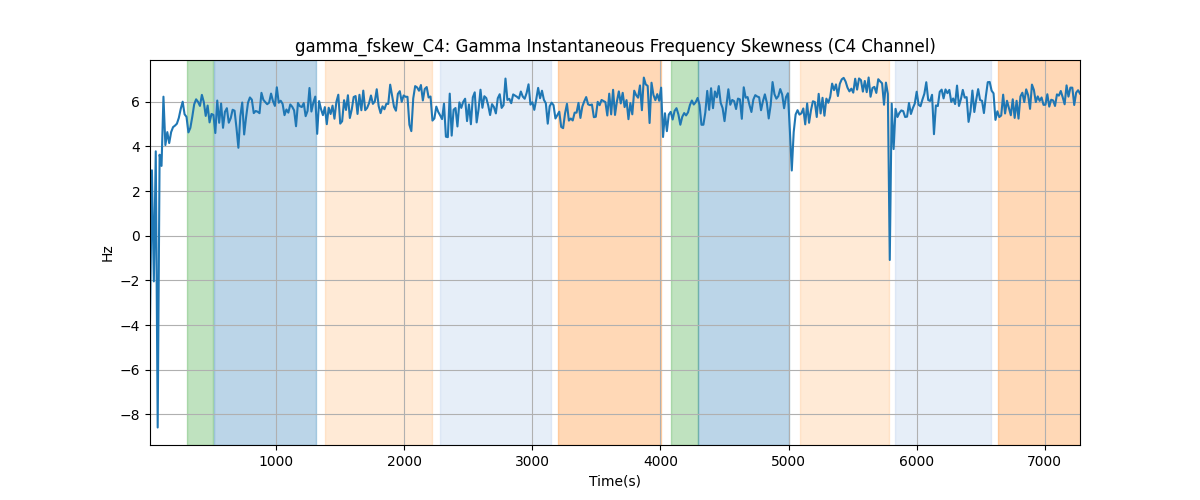 gamma_fskew_C4: Gamma Instantaneous Frequency Skewness (C4 Channel)
Hz
6
4
2
0
−2
−4
−6
−8
1000 2000 3000 4000 5000 6000 7000
Time(s)